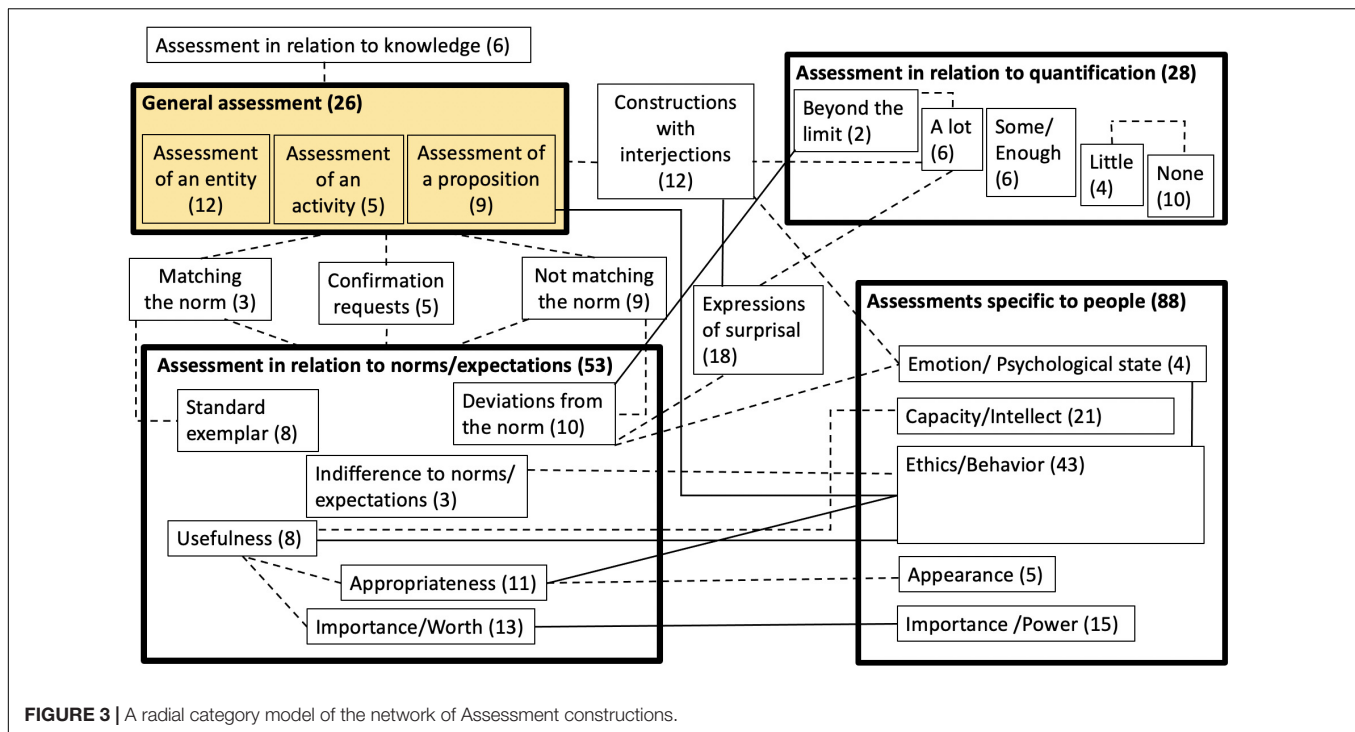 Assessment in relation to knowledge (6)
General assessment (26)
Assessment
of an entity
(12)
Assessment
of an
activity (5)
Assessment of
a proposition
(9)
Constructions
with
interjections
(12)
Assessment in relation to quantification (28)
Beyond the
limit (2)
A lot
(6)
Some/
Enough
(6)
Little
(4)
None
(10)
Matching
the norm (3)
Confirmation
requests (5)
Not matching
the norm (9)
Expressions
of surprisal
(18)
Assessment in relation to norms/expectations (53)
Standard
exemplar (8)
Deviations from
the norm (10)
Indifference to norms/
expectations (3)
Usefulness (8)
Appropriateness (11)
Importance/Worth (13)
Assessments specific to people (88)
Emotion/ Psychological state (4)
Capacity/Intellect (21)
Ethics/Behavior (43)
Appearance (5)
Importance /Power (15)
FIGURE 3 | A radial category model of the network of Assessment constructions.